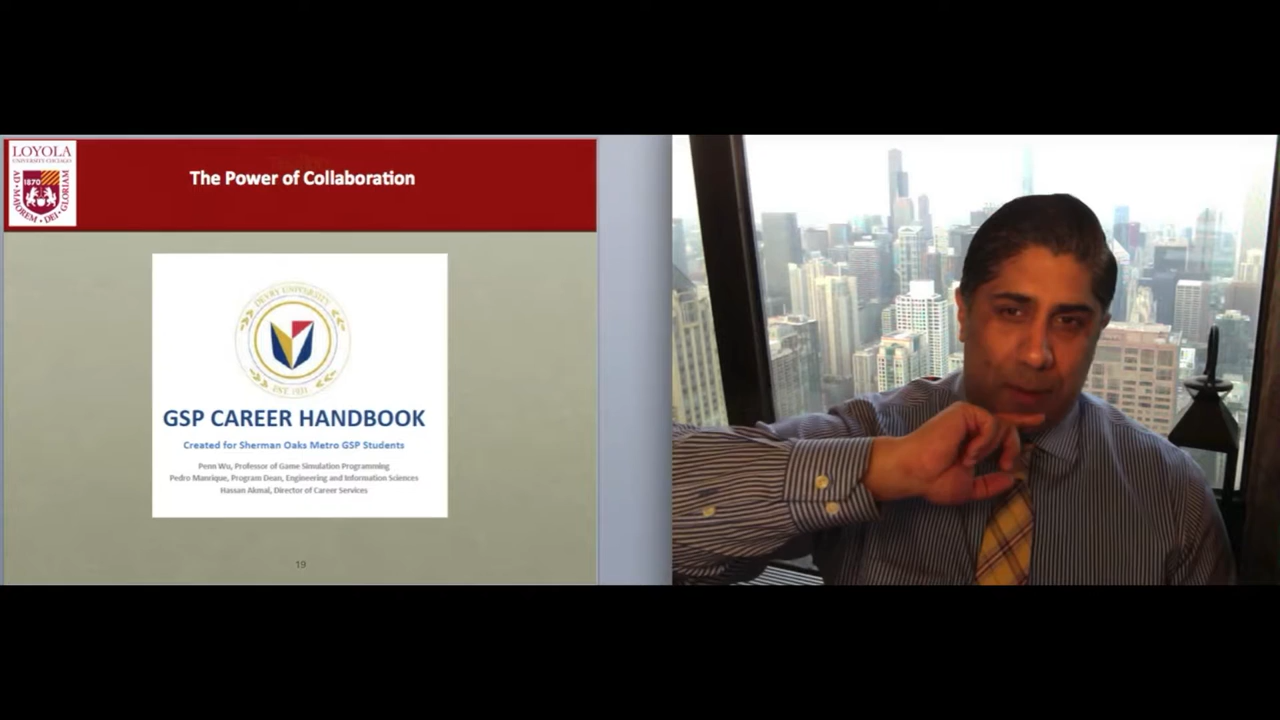 LOYOLA
UNIVERSITY CHICAGO
1870
AD • MAJOREM • DEI • GLORIAM
The Power of Collaboration
DEVRY UNIVERSITY
EST. 1931
GSP CAREER HANDBOOK
Created for Sherman Oaks Metro GSP Students
Penn Wu, Professor of Game Simulation Programming
Pedro Manrique, Program Dean, Engineering and Information Sciences
Hassan Akmal, Director of Career Services
19